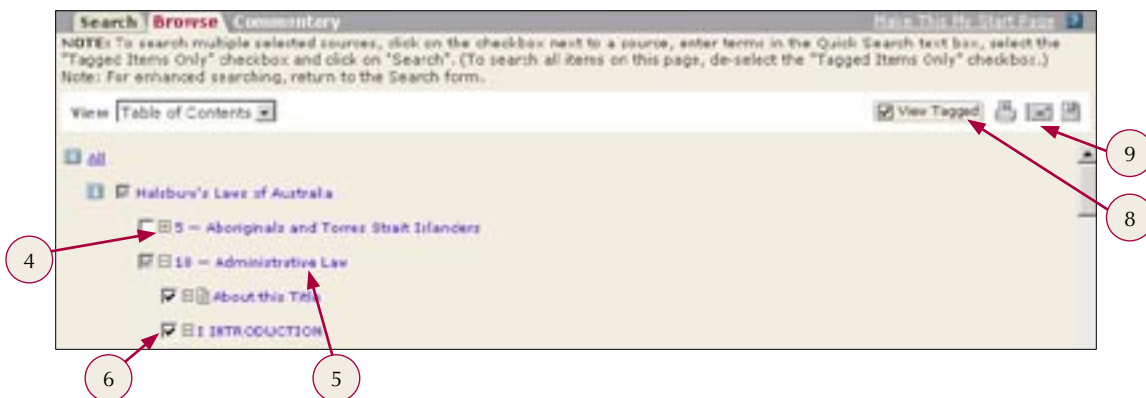 Search Browse Commentary Make This My Start Page ?
NOTE: To search multiple selected sources, click on the checkbox next to a source, enter terms in the Quick Search text box, select the
"Tagged Items Only" checkbox and click on "Search". (To search all items on this page, de-select the "Tagged Items Only" checkbox.)
Note: For enhanced searching, return to the Search form.
View Table of Contents View Tagged
9
All
Halsbury's Laws of Australia
8
5 - Aboriginals and Torres Strait Islanders
4
10 - Administrative Law
About this Title
I INTRODUCTION
6
5